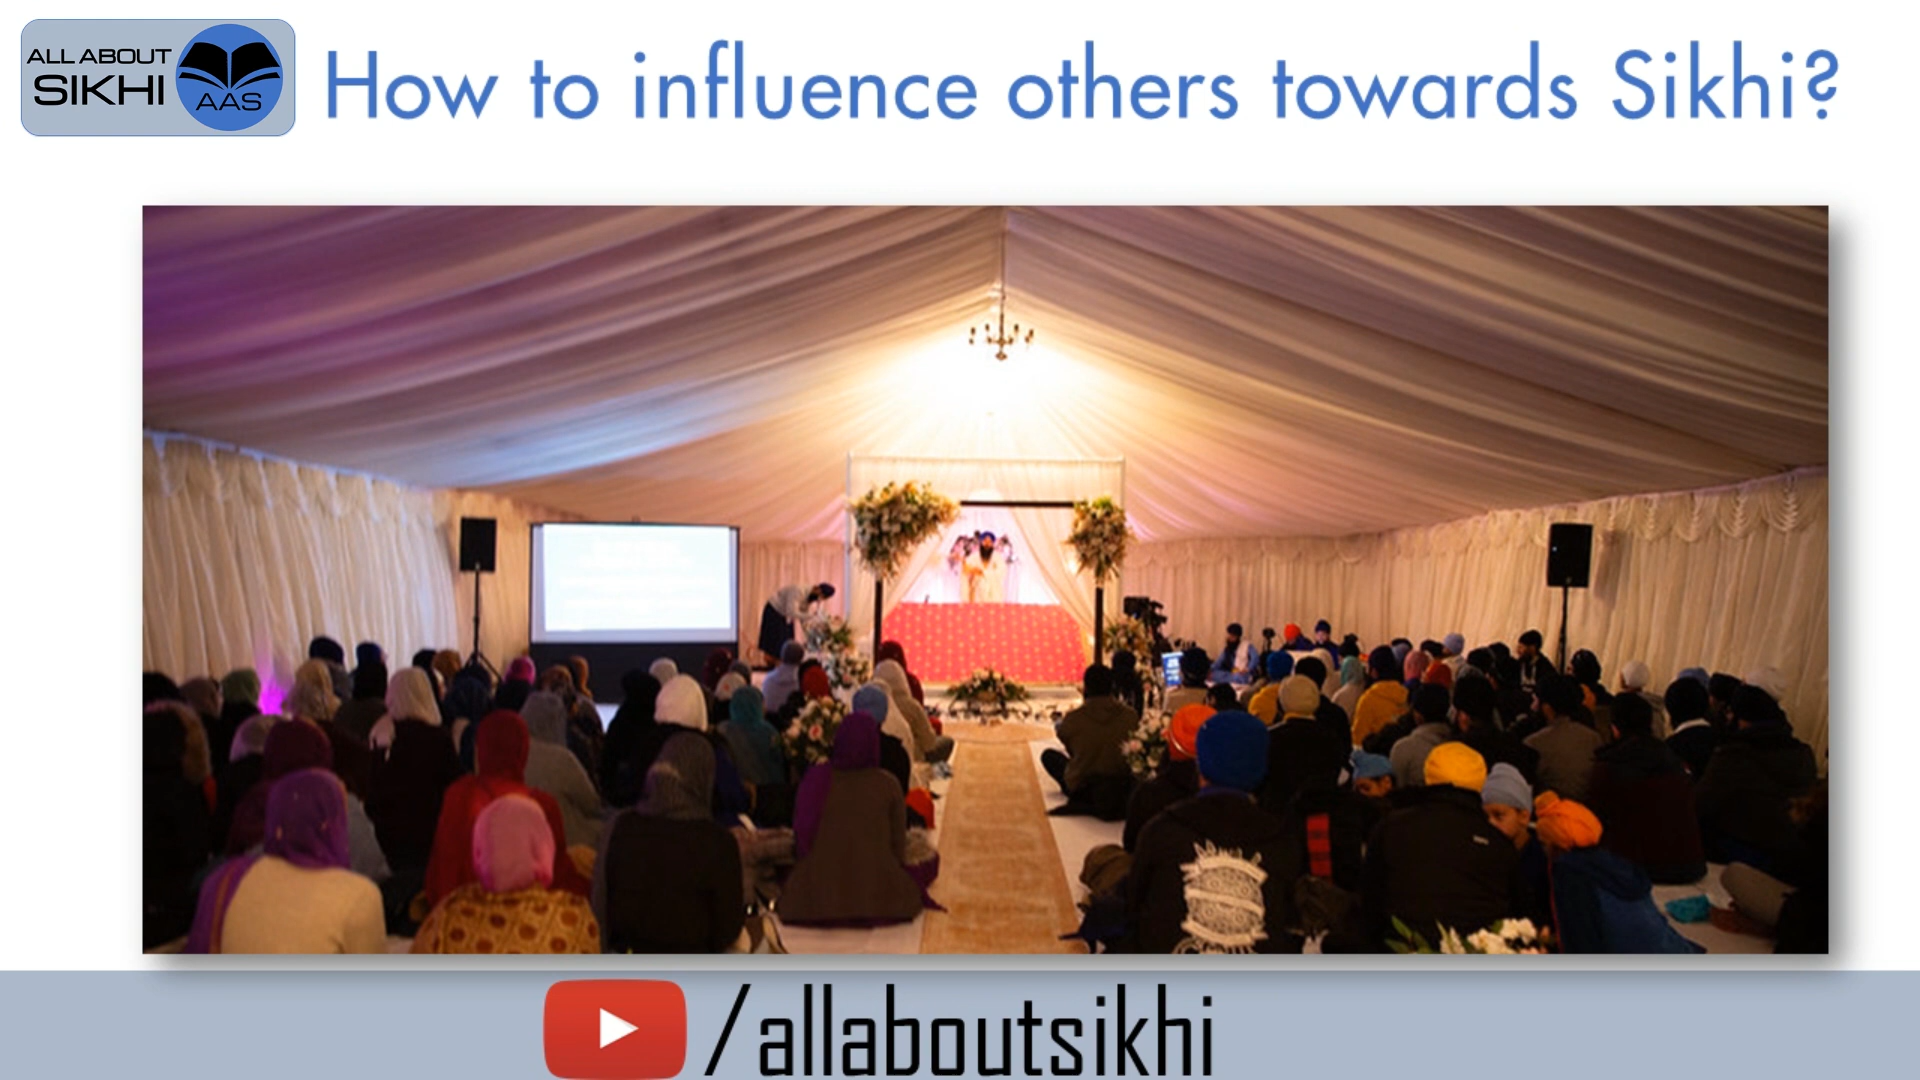 ALL ABOUT
SIKHI
AAS
How to influence others towards Sikhi?
/allaboutsikhi